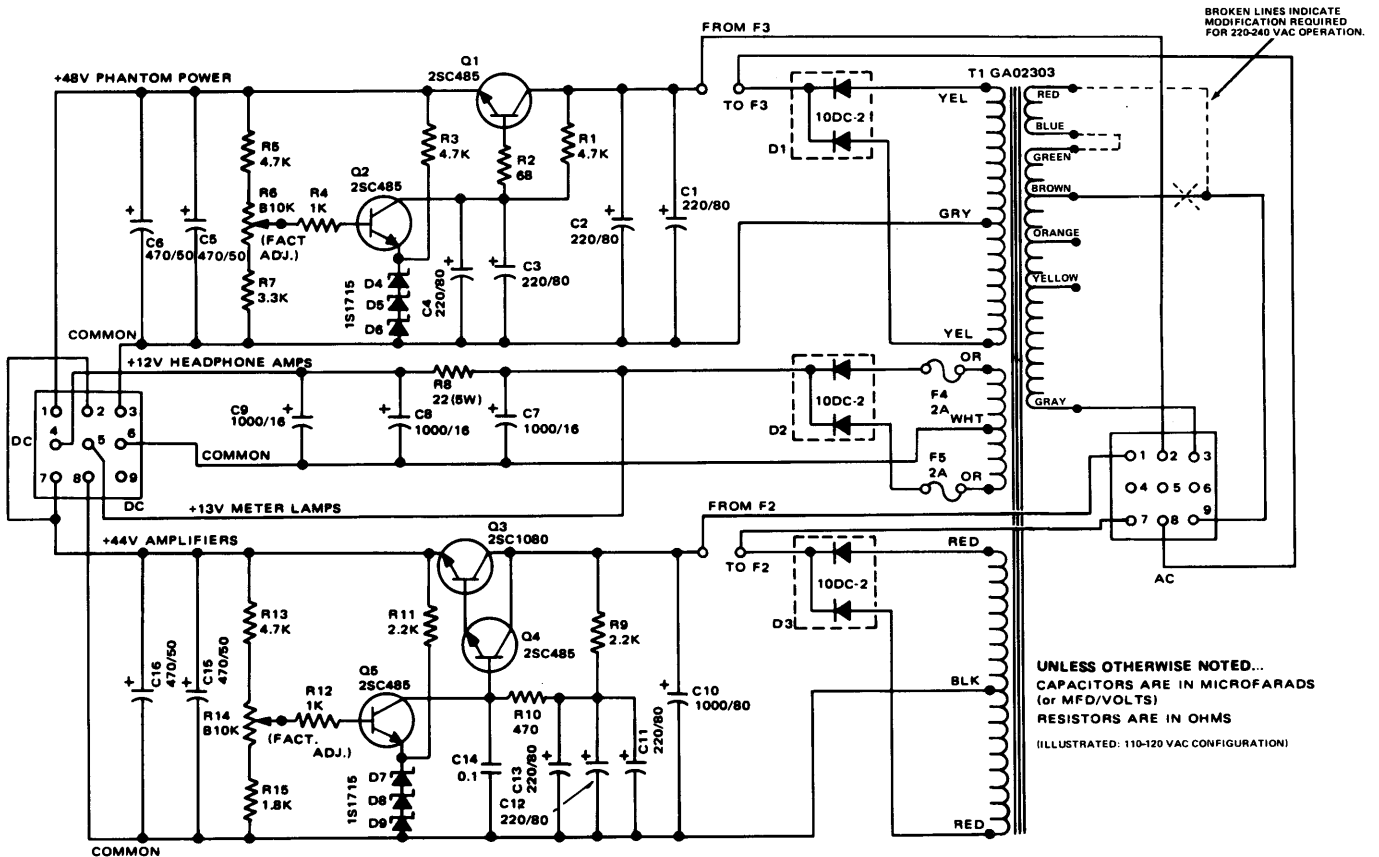 BROKEN LINES INDICATE
MODIFICATION REQUIRED
FOR 220-240 VAC OPERATION.
FROM F3
+48V PHANTOM POWER
Q1
2SC485
TO F3
T1 GA02303
YEL
RED
10DC-2
D1
BLUE
GREEN
BROWN
ORANGE
YELLOW
GRAY
GRY
YEL
R5
4.7K
R3
4.7K
R2
68
R1
4.7K
Q2
2SC485
R6
B10K
R4
1K
(FACT
ADJ.)
R7
3.3K
C6
470/50
C5
470/50
D4
D5
D6
1S1715
C4
220/80
C3
220/80
C2
220/80
C1
220/80
COMMON
+12V HEADPHONE AMPS
R8
22 (5W)
C9
1000/16
C8
1000/16
C7
1000/16
10DC-2
D2
OR
F4
2A
WHT
F5
2A
OR
COMMON
DC
1
2
3
4
5
6
7
8
9
DC
+13V METER LAMPS
1
2
3
4
5
6
7
8
9
AC
FROM F2
+44V AMPLIFIERS
Q3
2SC1080
TO F2
RED
10DC-2
D3
BLK
RED
R13
4.7K
R11
2.2K
Q4
2SC485
R9
2.2K
Q5
2SC485
C16
470/50
C15
470/50
R14
B10K
R12
1K
(FACT.
ADJ.)
R15
1.8K
R10
470
C10
1000/80
C14
0.1
C13
220/80
C12
220/80
C11
220/80
D7
D8
D9
1S1715
COMMON
UNLESS OTHERWISE NOTED...
CAPACITORS ARE IN MICROFARADS
(or MFD/VOLTS)
RESISTORS ARE IN OHMS
(ILLUSTRATED: 110-120 VAC CONFIGURATION)